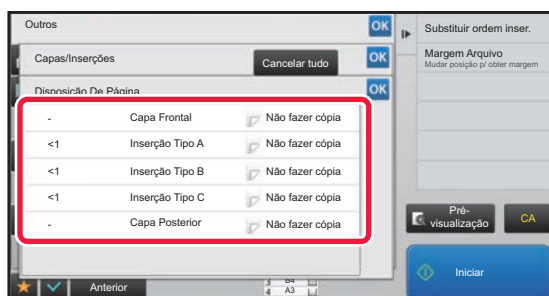 Outros
OK
Capas/Inserções
Cancelar tudo
OK
Disposição De Página
OK
- Capa Frontal Não fazer cópia
<1 Inserção Tipo A Não fazer cópia
<1 Inserção Tipo B Não fazer cópia
<1 Inserção Tipo C Não fazer cópia
- Capa Posterior Não fazer cópia
Anterior
3 B4
4 A3
Substituir ordem inser.
Margem Arquivo
Mudar posição p/ obter margem
Pré-
visualização
CA
Iniciar